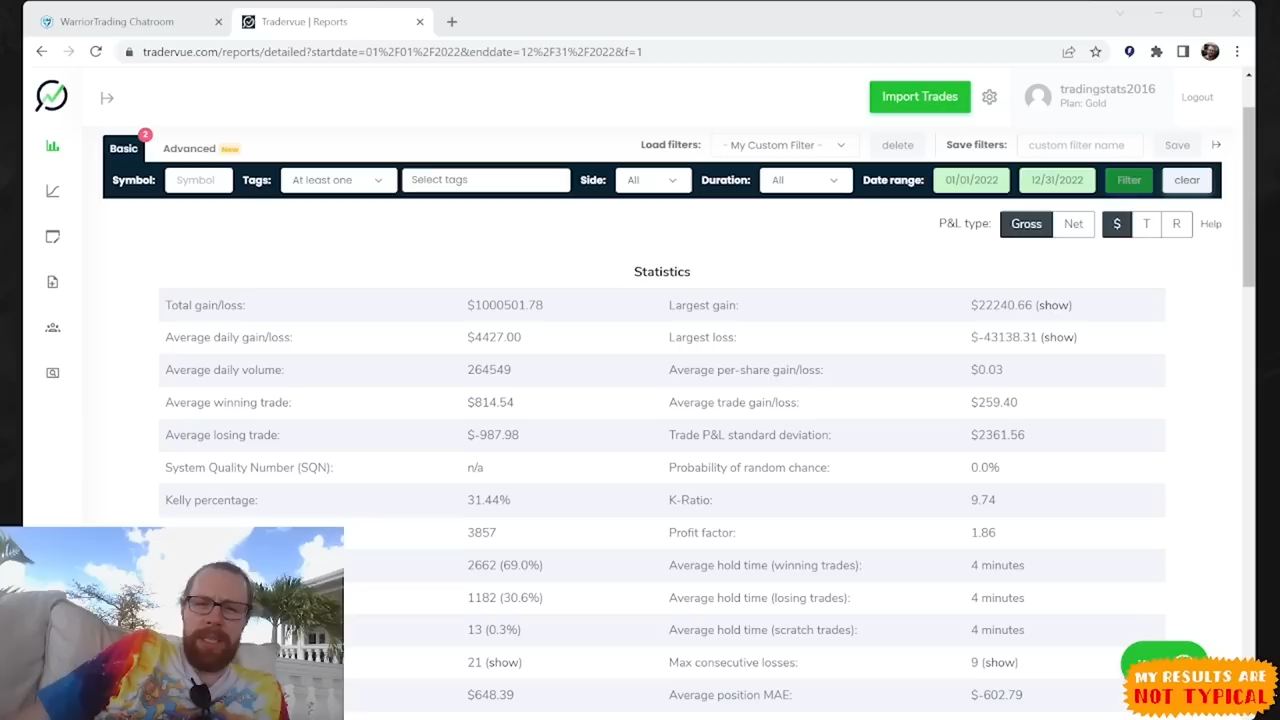 WarriorTrading Chatroom
Tradervue | Reports
tradervue.com/reports/detailed?startdate=01%2F01%2F2022&enddate=12%2F31%2F2022&f=1
Import Trades
tradingstats2016
Plan: Gold
Logout
Basic
2
Advanced
New
Load filters:
- My Custom Filter -
delete
Save filters:
custom filter name
Save
Symbol:
Symbol
Tags:
At least one
Select tags
Side:
All
Duration:
All
Date range:
01/01/2022
12/31/2022
Filter
clear
P&L type:
Gross
Net
$
T
R
Help
Statistics
Total gain/loss: $1000501.78 Largest gain: $22240.66 (show)
Average daily gain/loss: $4427.00 Largest loss: $-43138.31 (show)
Average daily volume: 264549 Average per-share gain/loss: $0.03
Average winning trade: $814.54 Average trade gain/loss: $259.40
Average losing trade: $-987.98 Trade P&L standard deviation: $2361.56
System Quality Number (SQN): n/a Probability of random chance: 0.0%
Kelly percentage: 31.44% K-Ratio: 9.74
3857 Profit factor: 1.86
2662 (69.0%) Average hold time (winning trades): 4 minutes
1182 (30.6%) Average hold time (losing trades): 4 minutes
13 (0.3%) Average hold time (scratch trades): 4 minutes
21 (show) Max consecutive losses: 9 (show)
$648.39 Average position MAE: $-602.79
MY RESULTS ARE
NOT TYPICAL